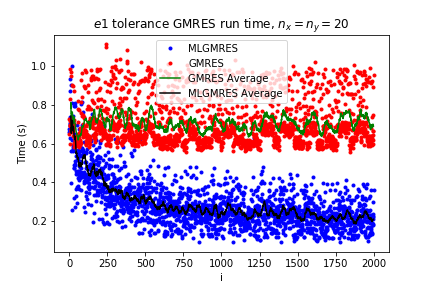 e1 tolerance GMRES run time, n_x = n_y = 20
MLGMRES
GMRES
GMRES Average
MLGMRES Average
Time (s)
1.0
0.8
0.6
0.4
0.2
0 250 500 750 1000 1250 1500 1750 2000
i